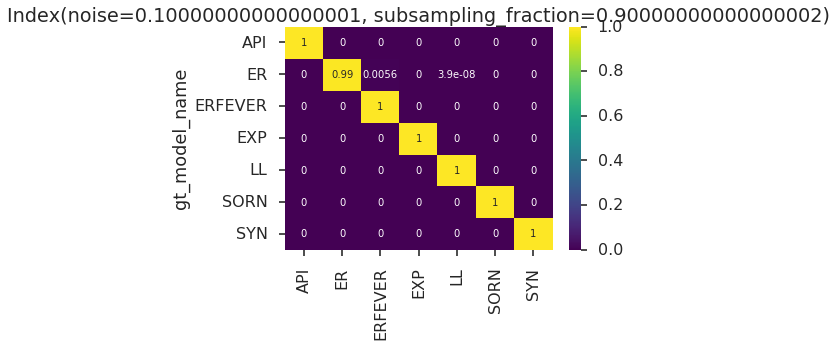 Index(noise=0.100000000000000001, subsampling_fraction=0.90000000000000002)
API 1 0 0 0 0 0 0
ER 0 0.99 0.0056 0 3.9e-08 0 0
ERFEVER 0 0 1 0 0 0 0
EXP 0 0 0 1 0 0 0
LL 0 0 0 0 1 0 0
SORN 0 0 0 0 0 1 0
SYN 0 0 0 0 0 0 1
gt_model_name
API ER ERFEVER EXP LL SORN SYN
1.0
0.8
0.6
0.4
0.2
0.0